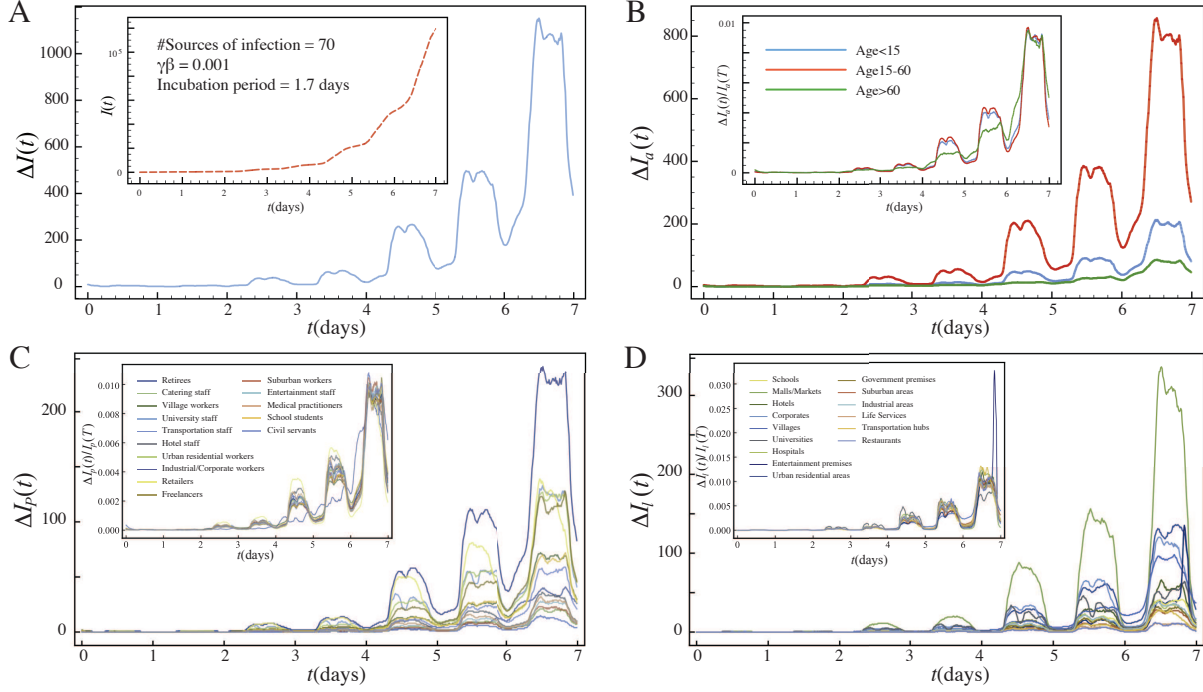 A
1000
800
600
400
200
0
ΔI(t)
0 1 2 3 4 5 6 7
t(days)
#Sources of infection = 70
γβ = 0.001
Incubation period = 1.7 days
10⁵
0
I(t)
0 1 2 3 4 5 6 7
t(days)
B
800
600
400
200
0
ΔIₐ(t)
0 1 2 3 4 5 6 7
t(days)
0.01
0
ΔIₐ(t)/Iₐ(T)
Age<15
Age15-60
Age>60
0 1 2 3 4 5 6 7
t(days)
C
200
100
0
ΔI_P(t)
0 1 2 3 4 5 6 7
t(days)
0.010
0.008
0.006
0.004
0.002
0.000
ΔIₚ(t)/Iₚ(T)
Retirees
Catering staff
Village workers
University staff
Transportation staff
Hotel staff
Urban residential workers
Industrial/Corporate workers
Retailers
Freelancers
Suburban workers
Entertainment staff
Medical practitioners
School students
Civil servants
0 1 2 3 4 5 6 7
t(days)
D
300
200
150
100
0
ΔI_l(t)
0 1 2 3 4 5 6 7
t(days)
0.030
0.025
0.020
0.015
0.010
0.005
0.000
ΔI_l(t)/I_l(T)
Schools
Malls/Markets
Hotels
Corporates
Villages
Universities
Hospitals
Entertainment premises
Urban residential areas
Government premises
Suburban areas
Industrial areas
Life Services
Transportation hubs
Restaurants
0 1 2 3 4 5 6 7
t(days)